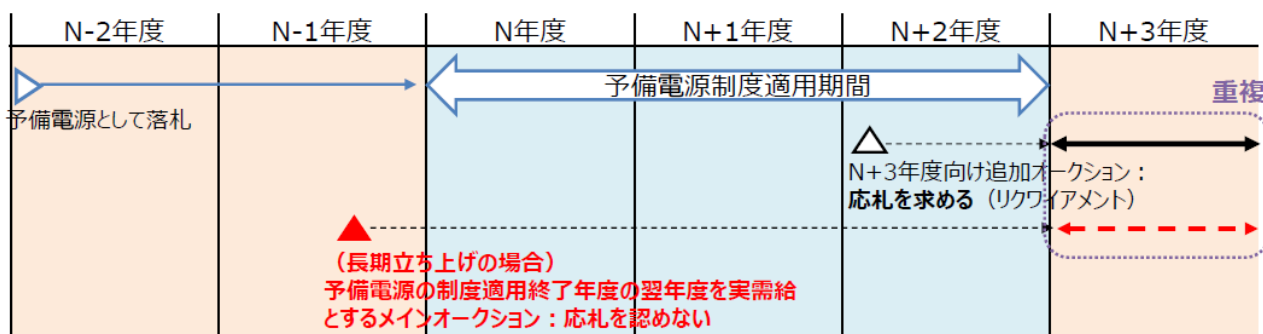 N-2年度
N-1年度
N年度
N+1年度
N+2年度
N+3年度
予備電源制度適用期間
重複
予備電源として落札
N+3年度向け追加オークション：
応札を求める（リクワイアメント）
（長期立ち上げの場合）
予備電源の制度適用終了年度の翌年度を実需給
とするメインオークション：応札を認めない